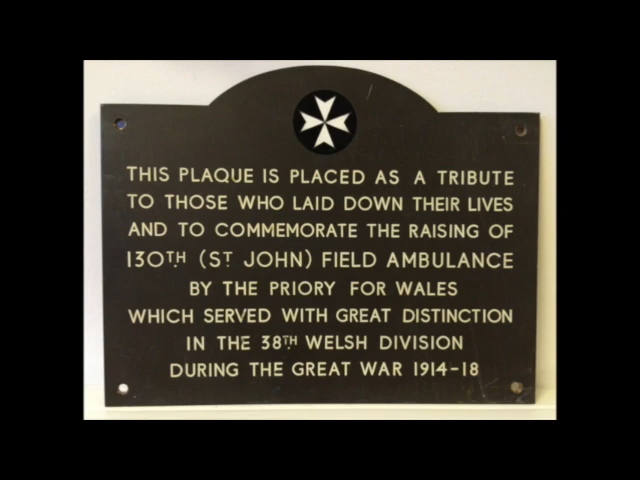 THIS PLAQUE IS PLACED AS A TRIBUTE
TO THOSE WHO LAID DOWN THEIR LIVES
AND TO COMMEMORATE THE RAISING OF
130TH (ST JOHN) FIELD AMBULANCE
BY THE PRIORY FOR WALES
WHICH SERVED WITH GREAT DISTINCTION
IN THE 38TH WELSH DIVISION
DURING THE GREAT WAR 1914-18